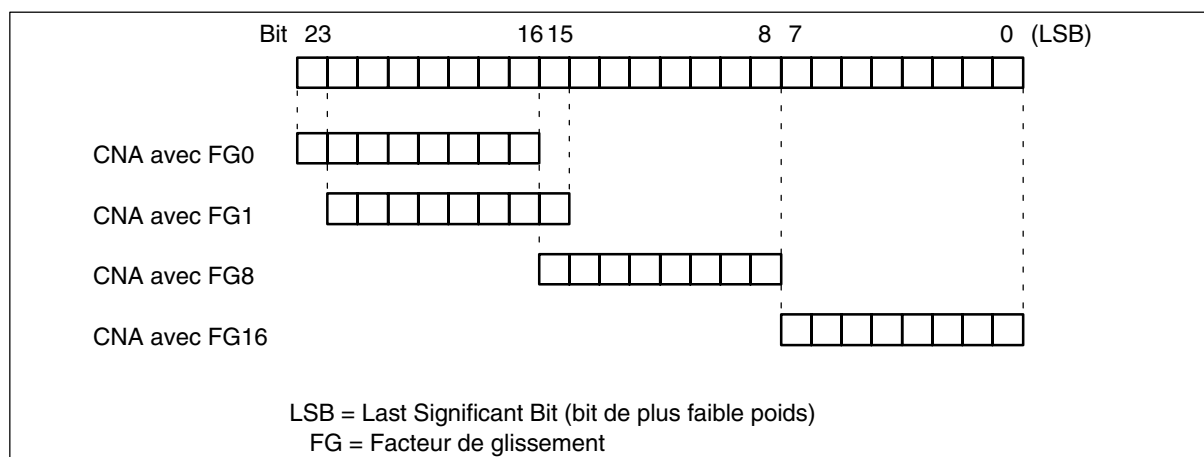 Bit 23 16 15 8 7 0 (LSB)
CNA avec FG0
CNA avec FG1
CNA avec FG8
CNA avec FG16
LSB = Last Significant Bit (bit de plus faible poids)
FG = Facteur de glissement